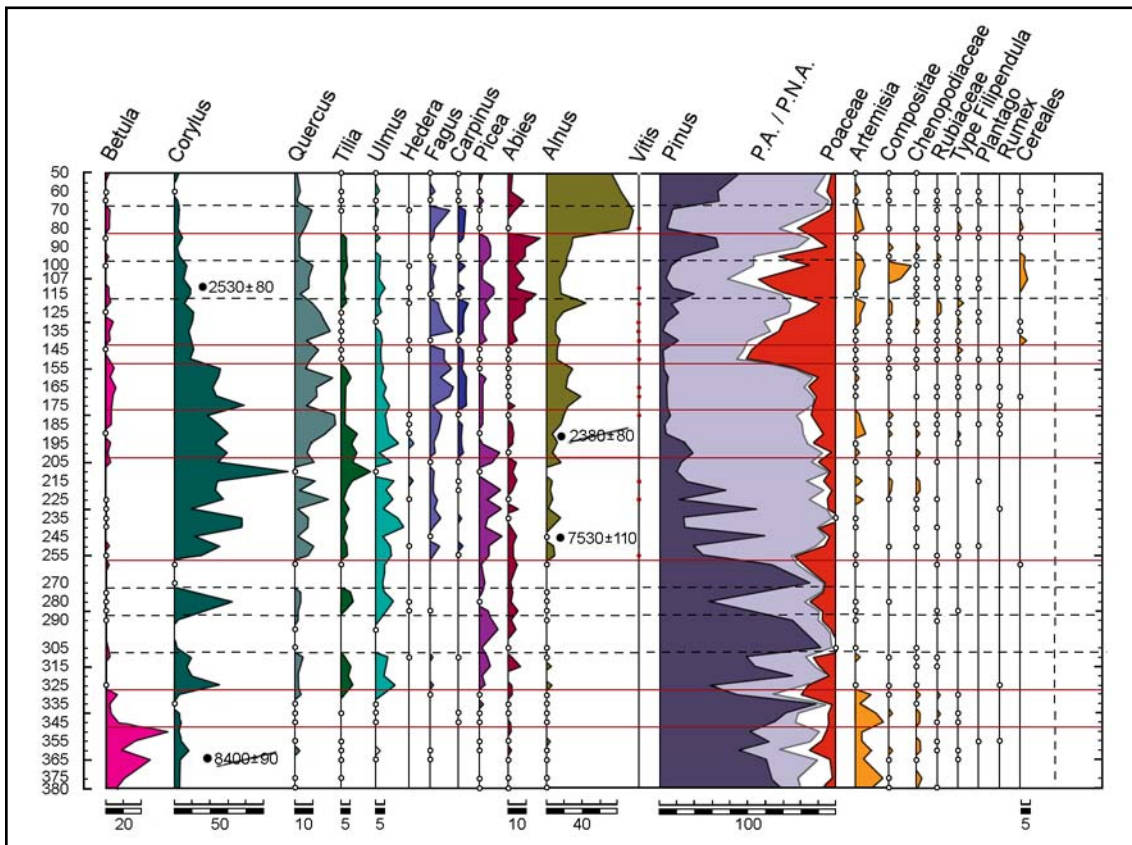 Betula
Corylus
Quercus
Tilia
Ulmus
Hedera
Fagus
Carpinus
Picea
Abies
Alnus
Vitis
Pinus
P.A. / P.N.A.
Poaceae
Artemisia
Compositae
Chenopodiaceae
Rubiaceae
Type Filipendula
Plantago
Rumex
Cereales
50
60
70
80
90
100
107
115
125
135
145
155
165
175
185
195
205
215
225
235
245
255
270
280
290
305
315
325
335
345
355
365
375
380
2530±80
2380±80
7530±110
8400±90
20 50 10 5 5 10 40 100 5